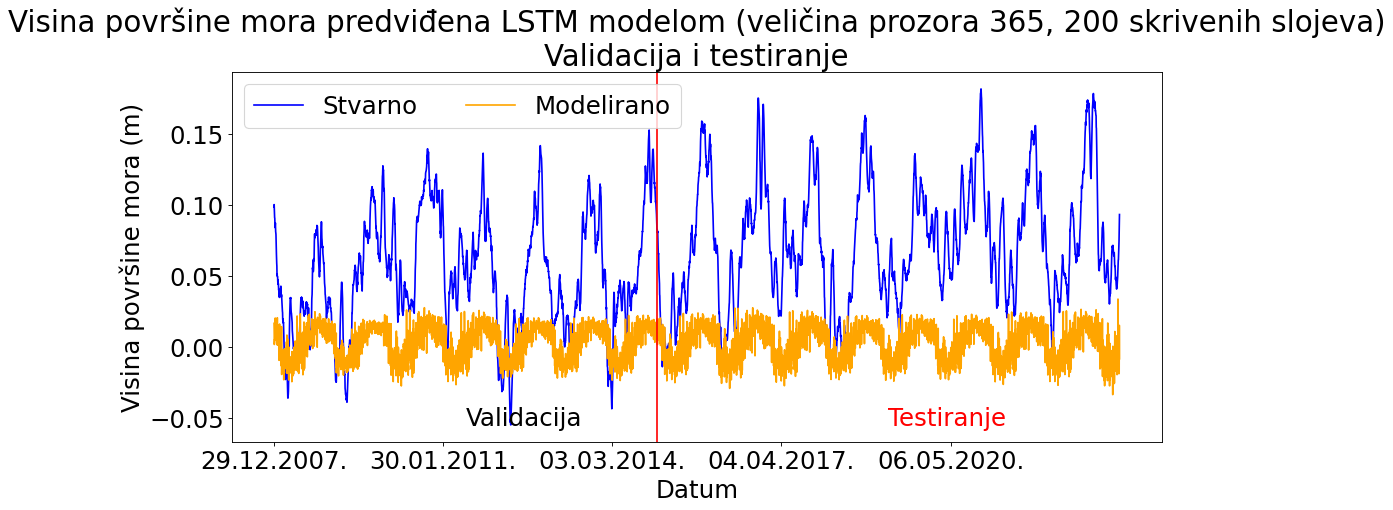 Visina površine mora predviđena LSTM modelom (veličina prozora 365, 200 skrivenih slojeva)
Validacija i testiranje
Stvarno Modelirano
Visina površine mora (m)
0.15
0.10
0.05
0.00
−0.05
Validacija Testiranje
29.12.2007. 30.01.2011. 03.03.2014. 04.04.2017. 06.05.2020.
Datum